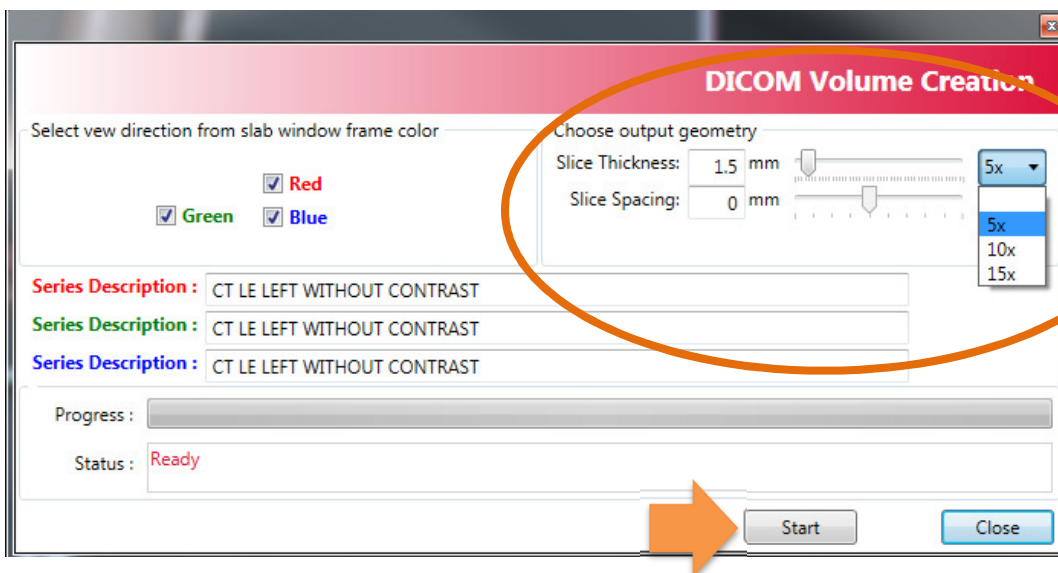 DICOM Volume Creation
Select vew direction from slab window frame color
Red
Green Blue
Choose output geometry
Slice Thickness: 1.5 mm 5x
Slice Spacing: 0 mm
5x
10x
15x
Series Description : CT LE LEFT WITHOUT CONTRAST
Series Description : CT LE LEFT WITHOUT CONTRAST
Series Description : CT LE LEFT WITHOUT CONTRAST
Progress :
Status : Ready
Start Close